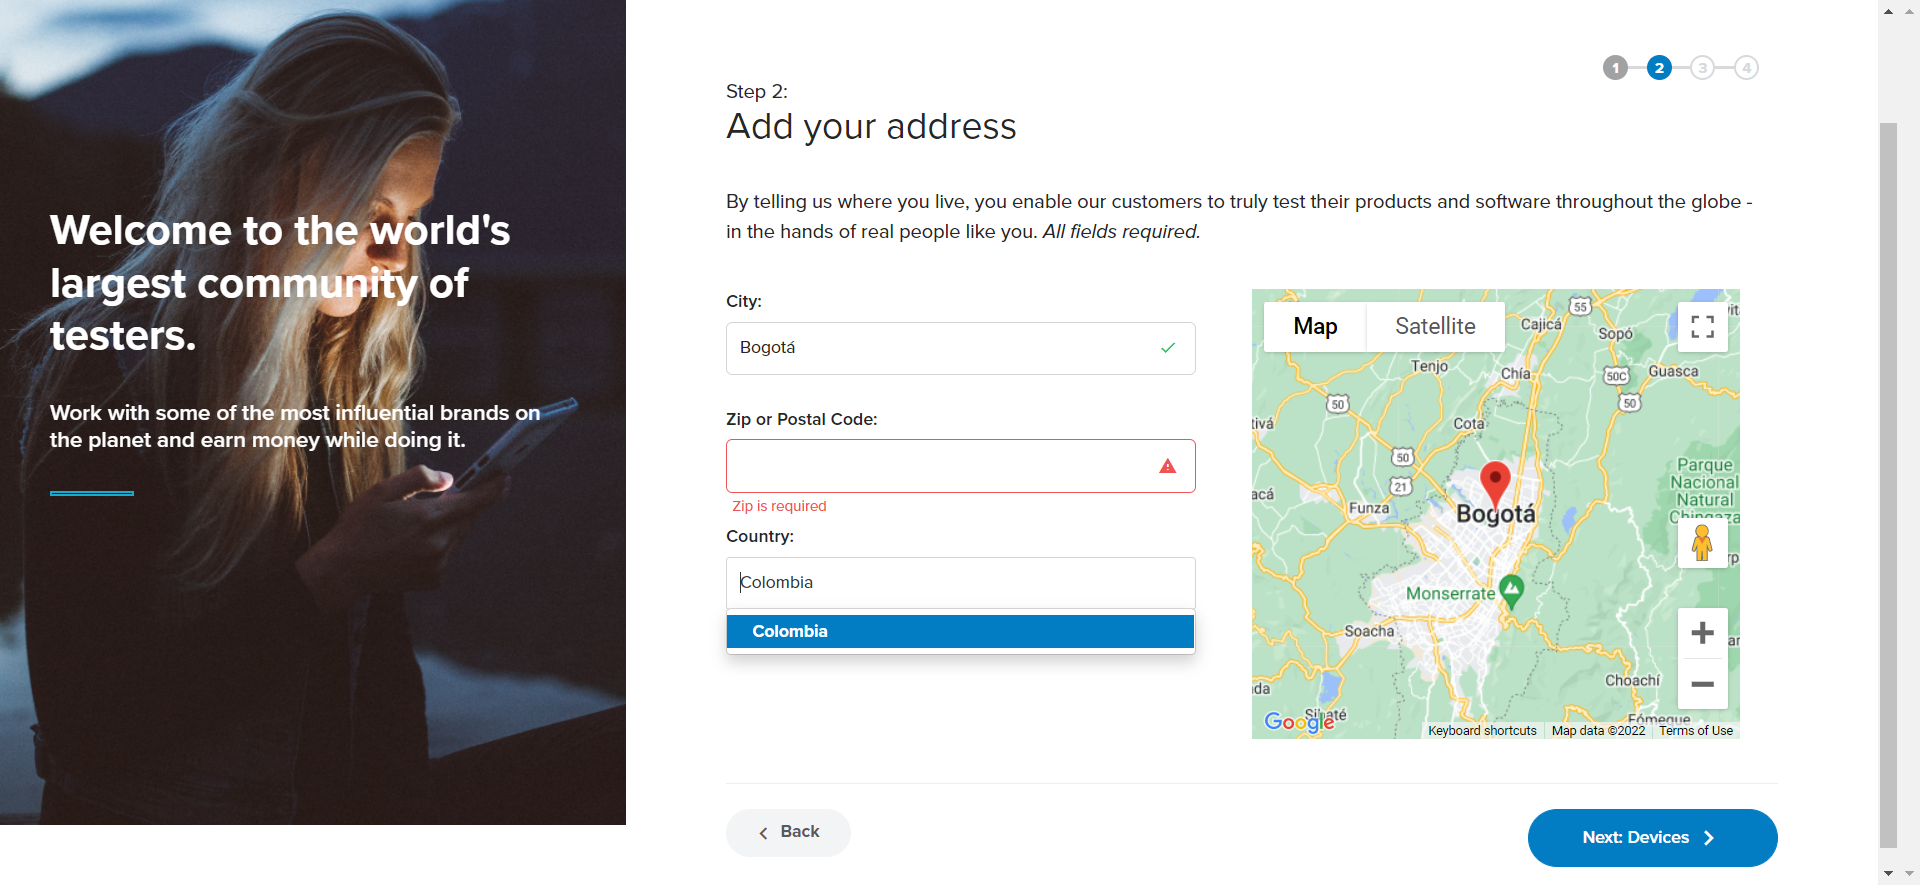 Welcome to the world's
largest community of
testers.
Work with some of the most influential brands on
the planet and earn money while doing it.
1
2
3
4
Step 2:
Add your address
By telling us where you live, you enable our customers to truly test their products and software throughout the globe -
in the hands of real people like you. All fields required.
City:
Bogotá
Zip or Postal Code:
Zip is required
Country:
Colombia
Colombia
Map
Satellite
55
Cajicá
Sopó
Tenjo
Chía
50C
Guasca
50
50
Cota
50
21
Parque
Nacional
Natural
Chingaza
Funza
Bogotá
Monserrate
Soacha
Choachí
Fómeque
Google
Keyboard shortcuts
Map data ©2022
Terms of Use
Back
Next: Devices